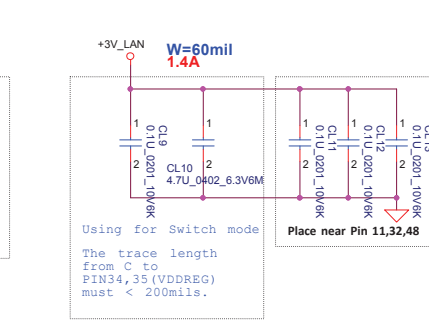 +3V_LAN
W=60mil
1.4A
1
1
1
1
1
CL9
0.1U_0201_10V6K
CL10
4.7U_0402_6.3V6M
CL11
0.1U_0201_10V6K
CL12
0.1U_0201_10V6K
0.1U_0201_10V6K
2
2
2
2
2
Using for Switch mode
The trace length
from C to
PIN34,35(VDDREG)
must < 200mils.
Place near Pin 11,32,48